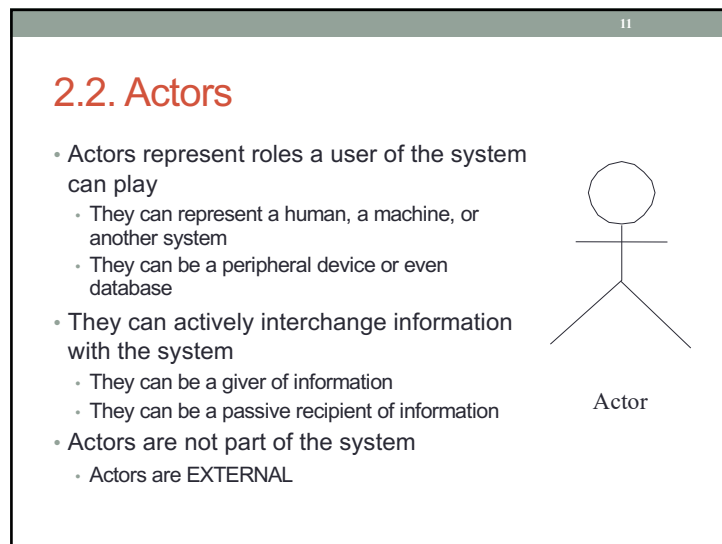 11
2.2. Actors
• Actors represent roles a user of the system
can play
• They can represent a human, a machine, or
another system
• They can be a peripheral device or even
database
• They can actively interchange information
with the system
• They can be a giver of information
• They can be a passive recipient of information
• Actors are not part of the system
• Actors are EXTERNAL
Actor